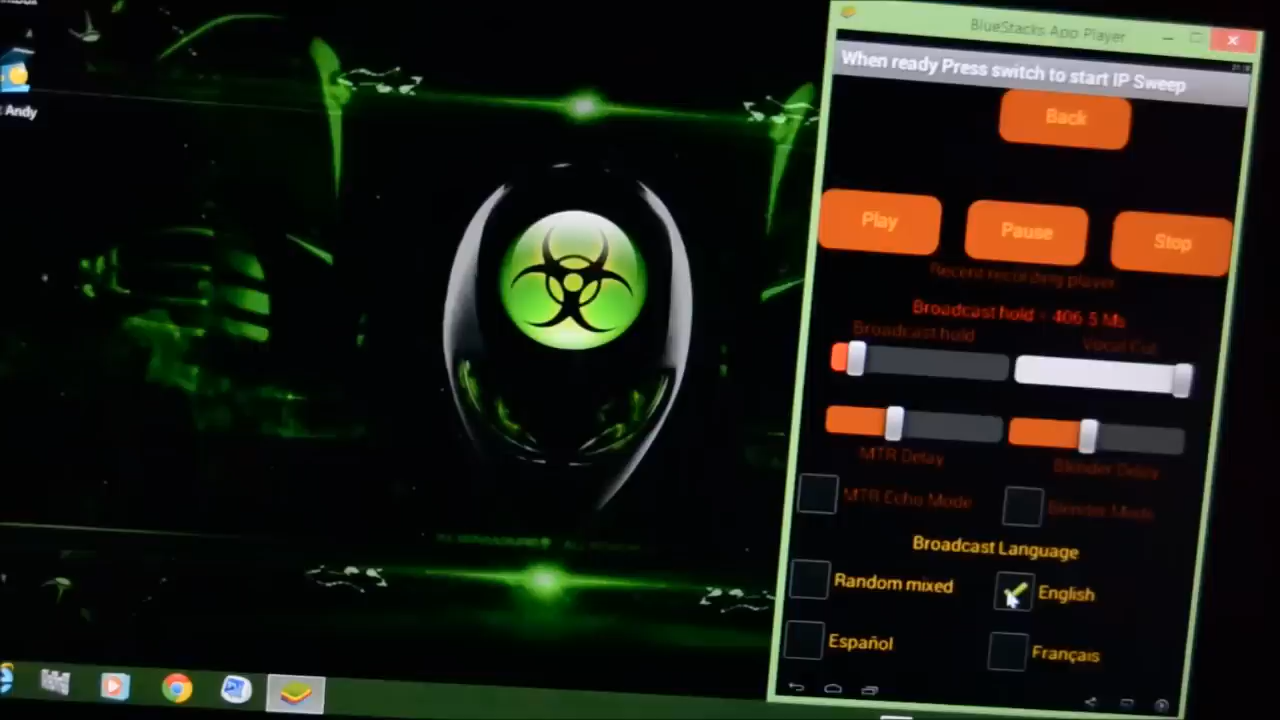 BlueStacks App Player
When ready Press switch to start IP Sweep
Back
Andy
Play
Pause
Stop
Recent recording player
Broadcast hold = 406.5 Ms
Broadcast hold
Vocal Cut
MTR Delay
Blender Delay
MTR Echo Mode
Blender Mode
Broadcast Language
Random mixed
English
Español
Français